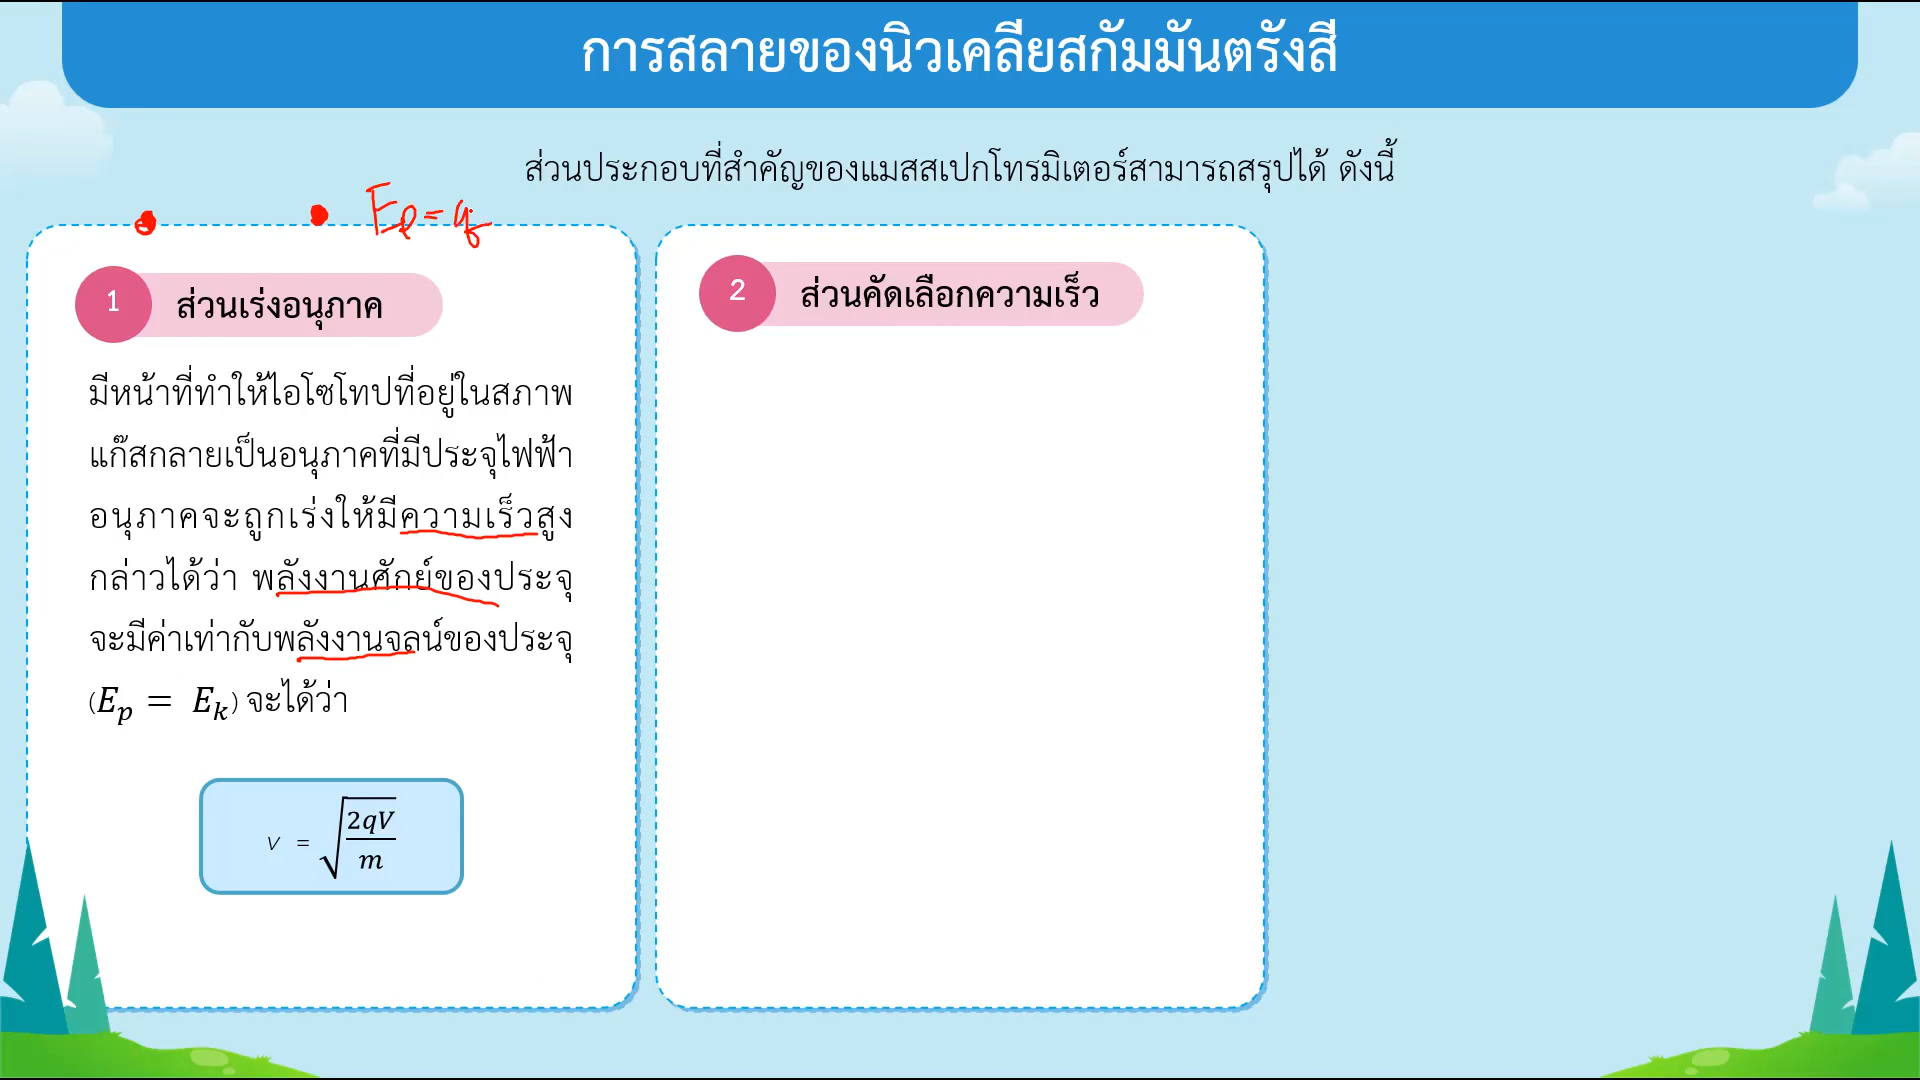 การสลายของนิวเคลียสกัมมันตรังสี
ส่วนประกอบที่สำคัญของแมสสเปกโทรมิเตอร์สามารถสรุปได้ ดังนี้
Ep = q
1 ส่วนเร่งอนุภาค
มีหน้าที่ทำให้ไอโซโทปที่อยู่ในสภาพ
แก๊สกลายเป็นอนุภาคที่มีประจุไฟฟ้า
อนุภาคจะถูกเร่งให้มีความเร็วสูง
กล่าวได้ว่า พลังงานศักย์ของประจุ
จะมีค่าเท่ากับพลังงานจลน์ของประจุ
(E_p = E_k) จะได้ว่า
v = √(2qV/m)
2 ส่วนคัดเลือกความเร็ว